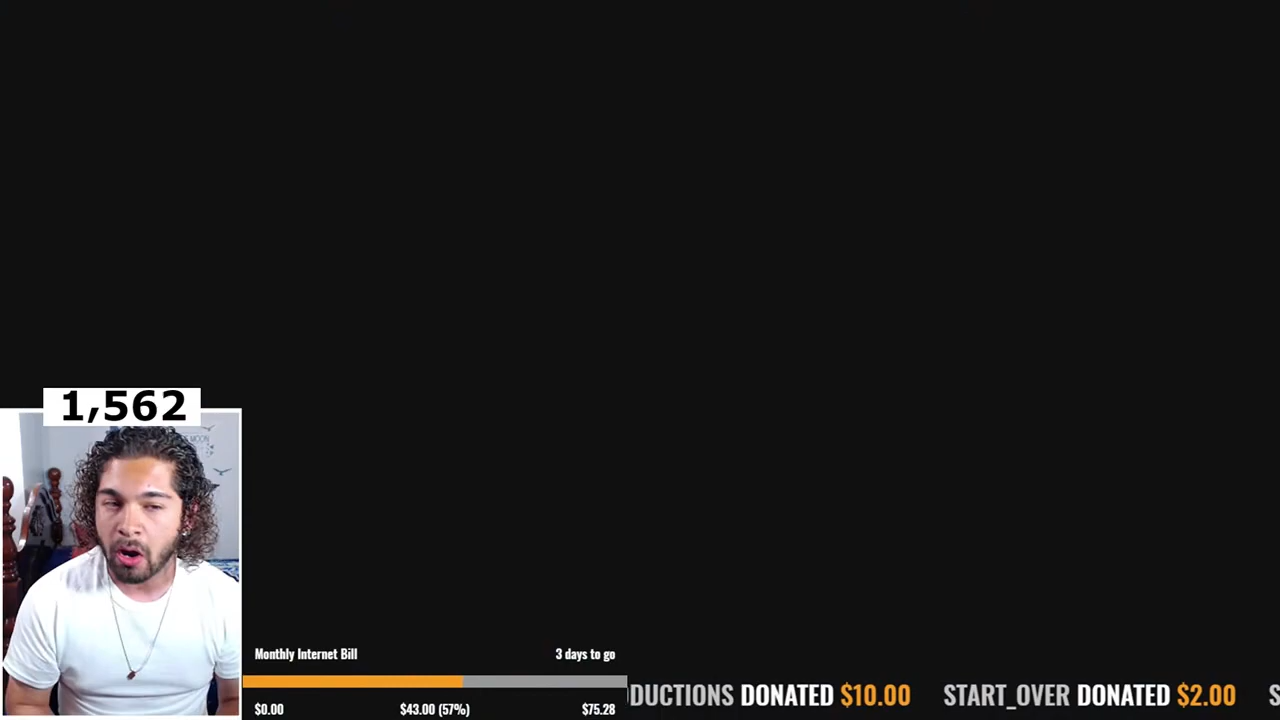 1,562
Monthly Internet Bill 3 days to go
$0.00 $43.00 (57%) $75.28
DUCTIONS DONATED $10.00 START_OVER DONATED $2.00 S